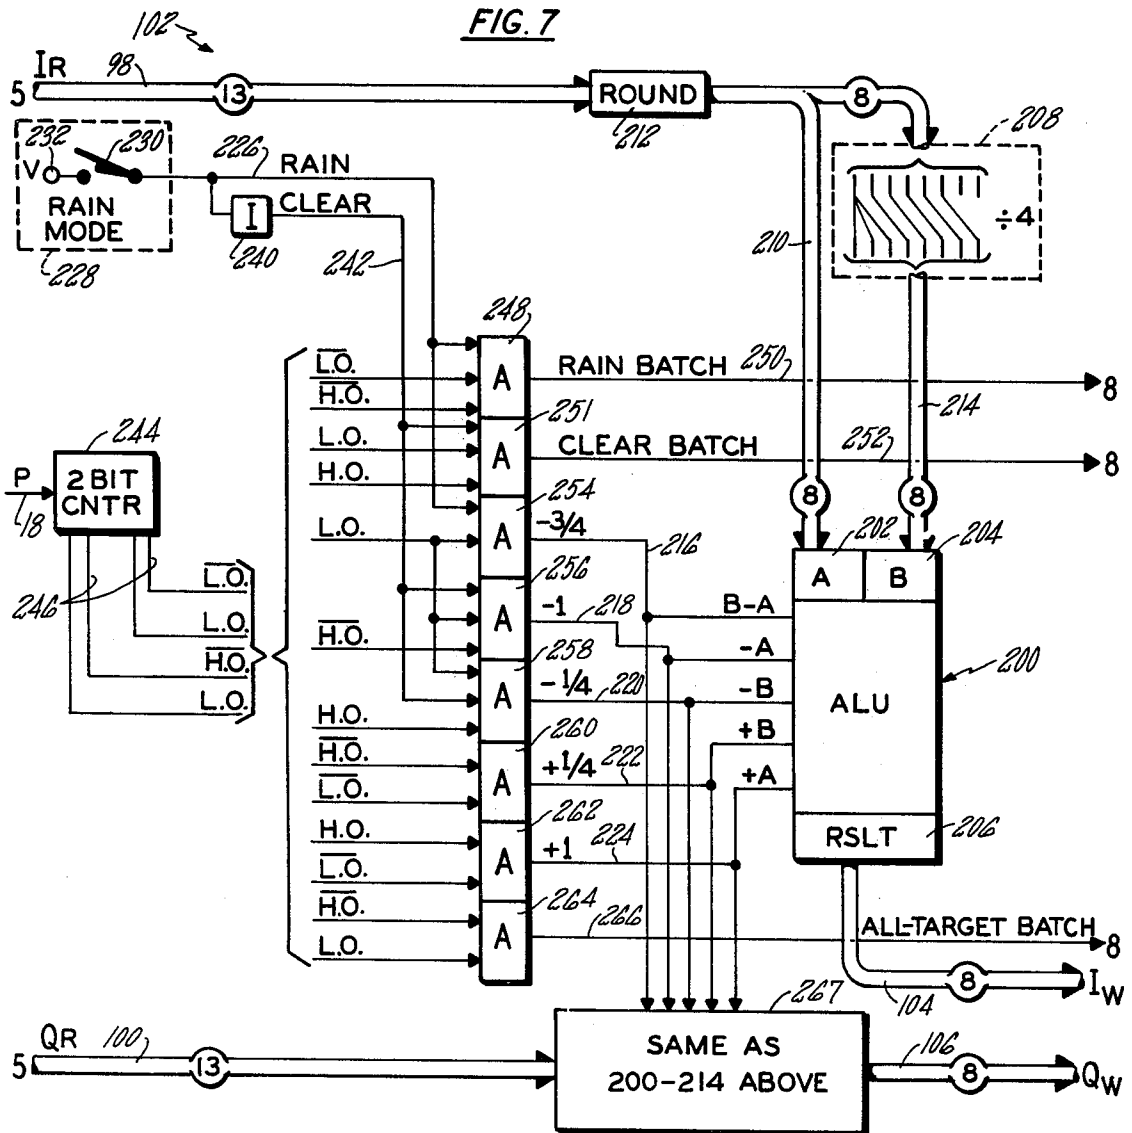 FIG. 7
102
IR
98
5
13
ROUND
212
8
208
÷4
232
230
V
RAIN
MODE
228
226
RAIN
I
CLEAR
240
242
210
214
248
L̅.O̅.
A
RAIN BATCH
250
8
H̅.O̅.
251
L.O.
A
CLEAR BATCH
252
8
H.O.
254
L.O.
A
-3/4
216
8
8
202
204
A
B
244
P
18
2 BIT
CNTR
246
L̅.O̅.
L.O.
H̅.O̅.
L.O.
256
A
-1
218
B-A
H̅.O̅.
258
-A
A
-1/4
220
-B
ALU
200
H.O.
260
+B
H̅.O̅.
A
+1/4
222
+A
L̅.O̅.
262
H.O.
A
+1
224
RSLT
206
L̅.O̅.
264
H̅.O̅.
A
266
ALL-TARGET BATCH
8
L.O.
104
8
IW
267
QR
100
5
13
SAME AS
200-214 ABOVE
106
8
QW